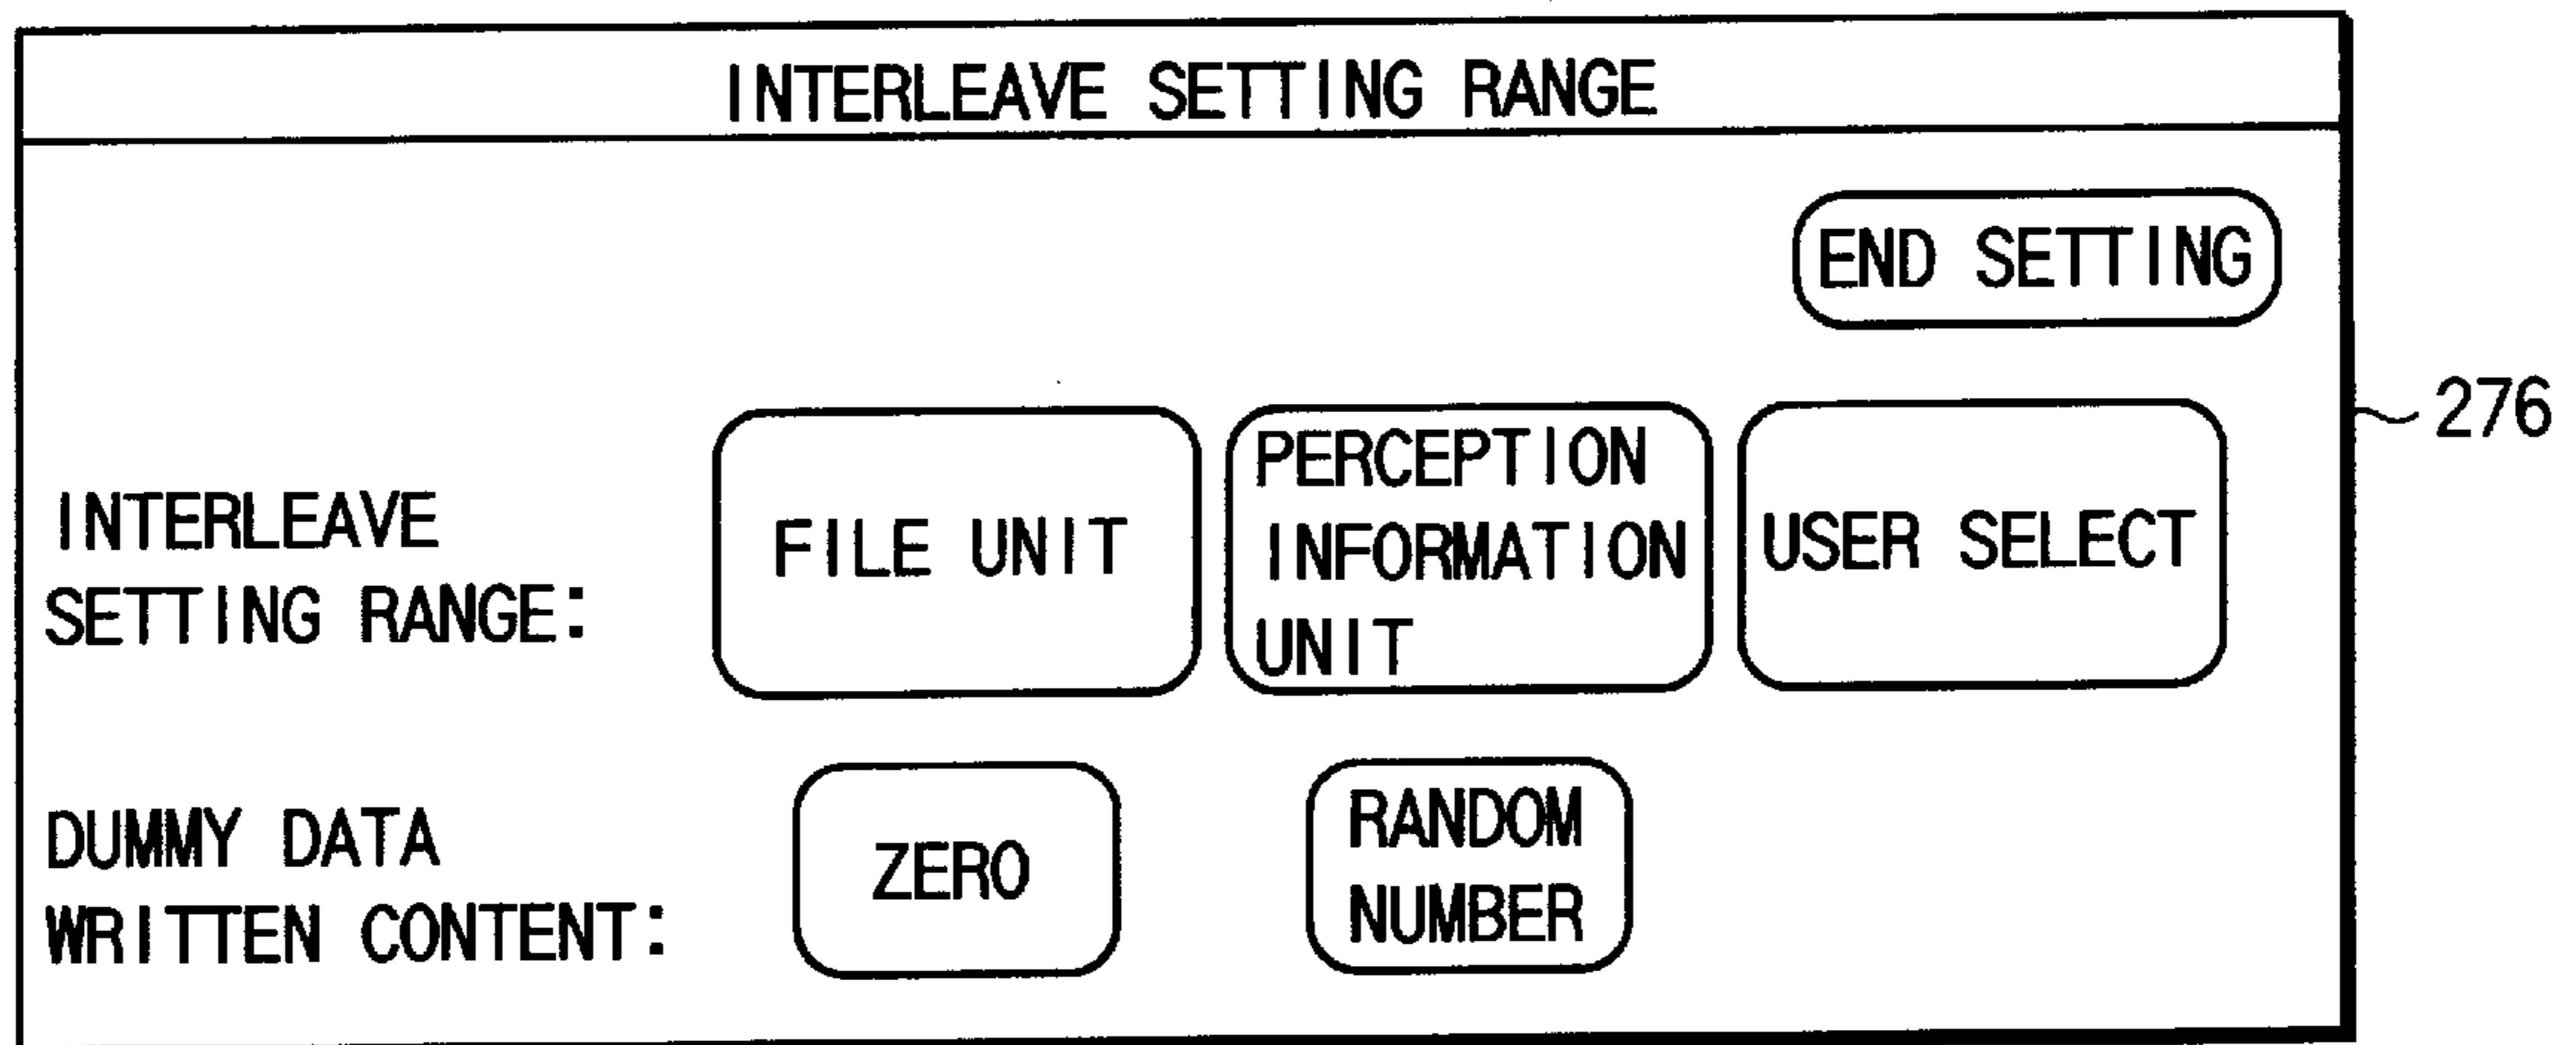 INTERLEAVE SETTING RANGE
END SETTING
276
INTERLEAVE
SETTING RANGE:
FILE UNIT
PERCEPTION
INFORMATION
UNIT
USER SELECT
DUMMY DATA
WRITTEN CONTENT:
ZERO
RANDOM
NUMBER